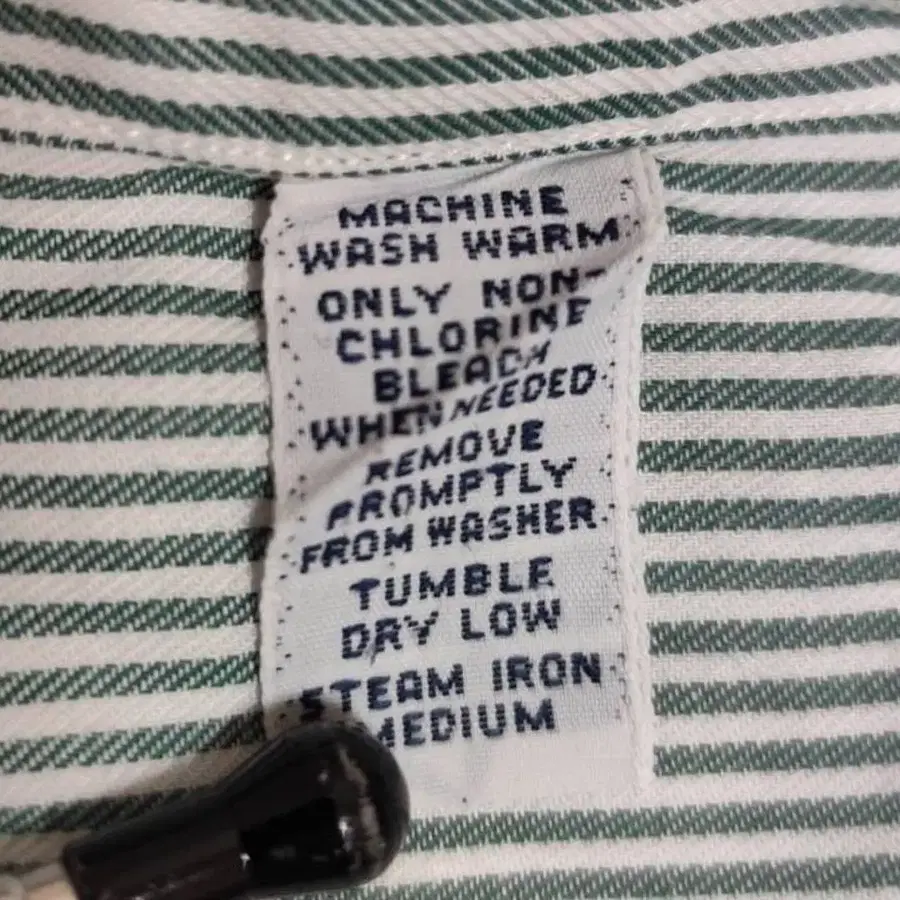 MACHINE
WASH WARM
ONLY NON-
CHLORINE
BLEACH
WHEN NEEDED
REMOVE
PROMPTLY
FROM WASHER
TUMBLE
DRY LOW
STEAM IRON
MEDIUM